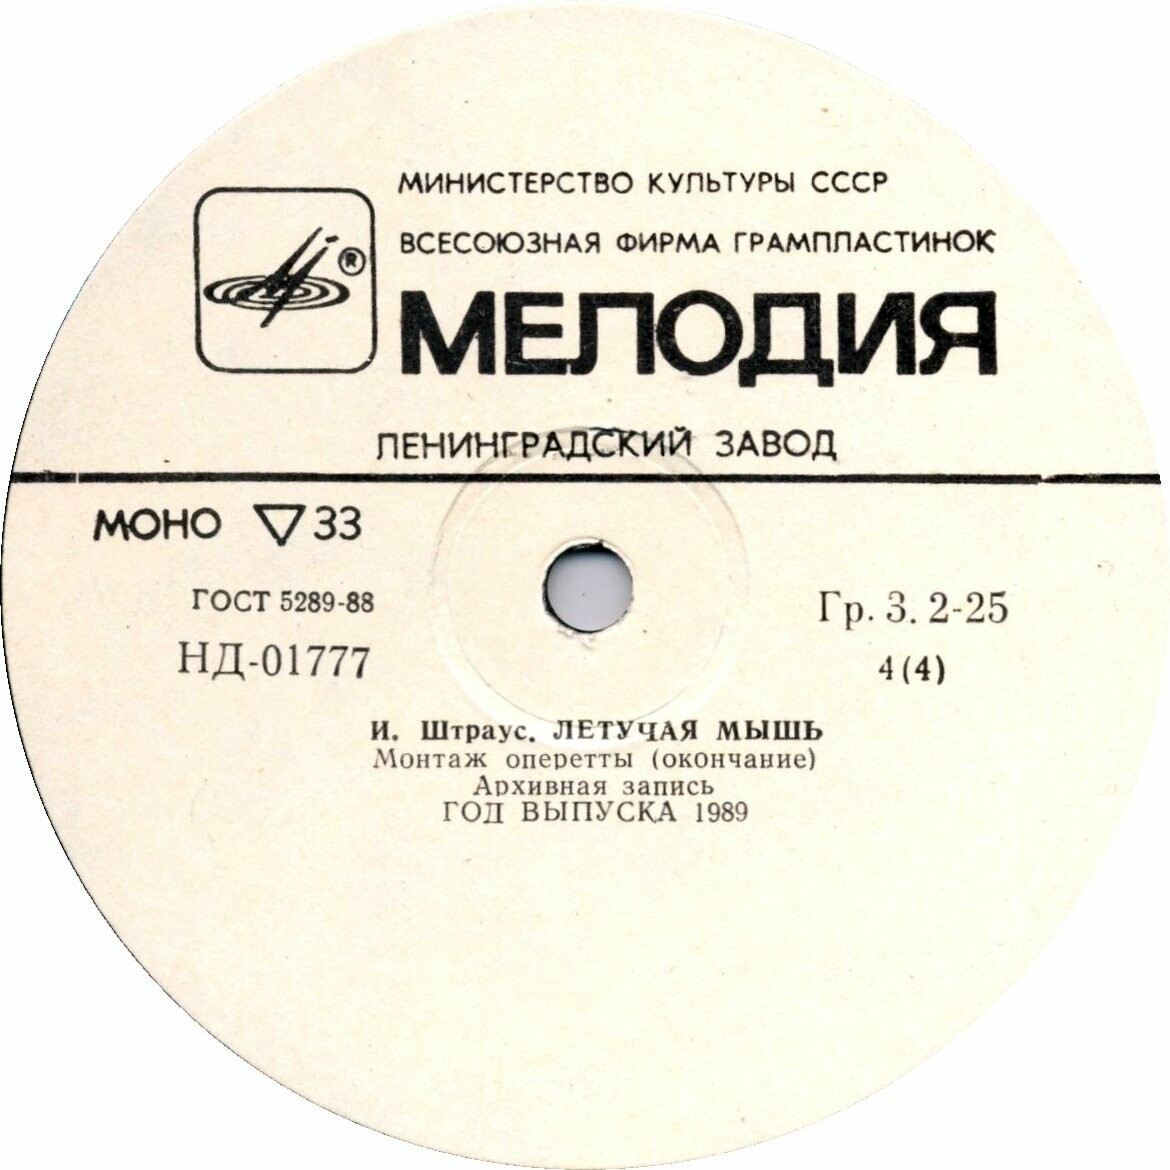 МИНИСТЕРСТВО КУЛЬТУРЫ СССР
ВСЕСОЮЗНАЯ ФИРМА ГРАМПЛАСТИНОК
®
МЕЛОДИЯ
ЛЕНИНГРАДСКИЙ ЗАВОД
МОНО ▽ 33
ГОСТ 5289-88
Гр. 3. 2-25
НД-01777
4(4)
И. Штраус. ЛЕТУЧАЯ МЫШЬ
Монтаж оперетты (окончание)
Архивная запись
ГОД ВЫПУСКА 1989